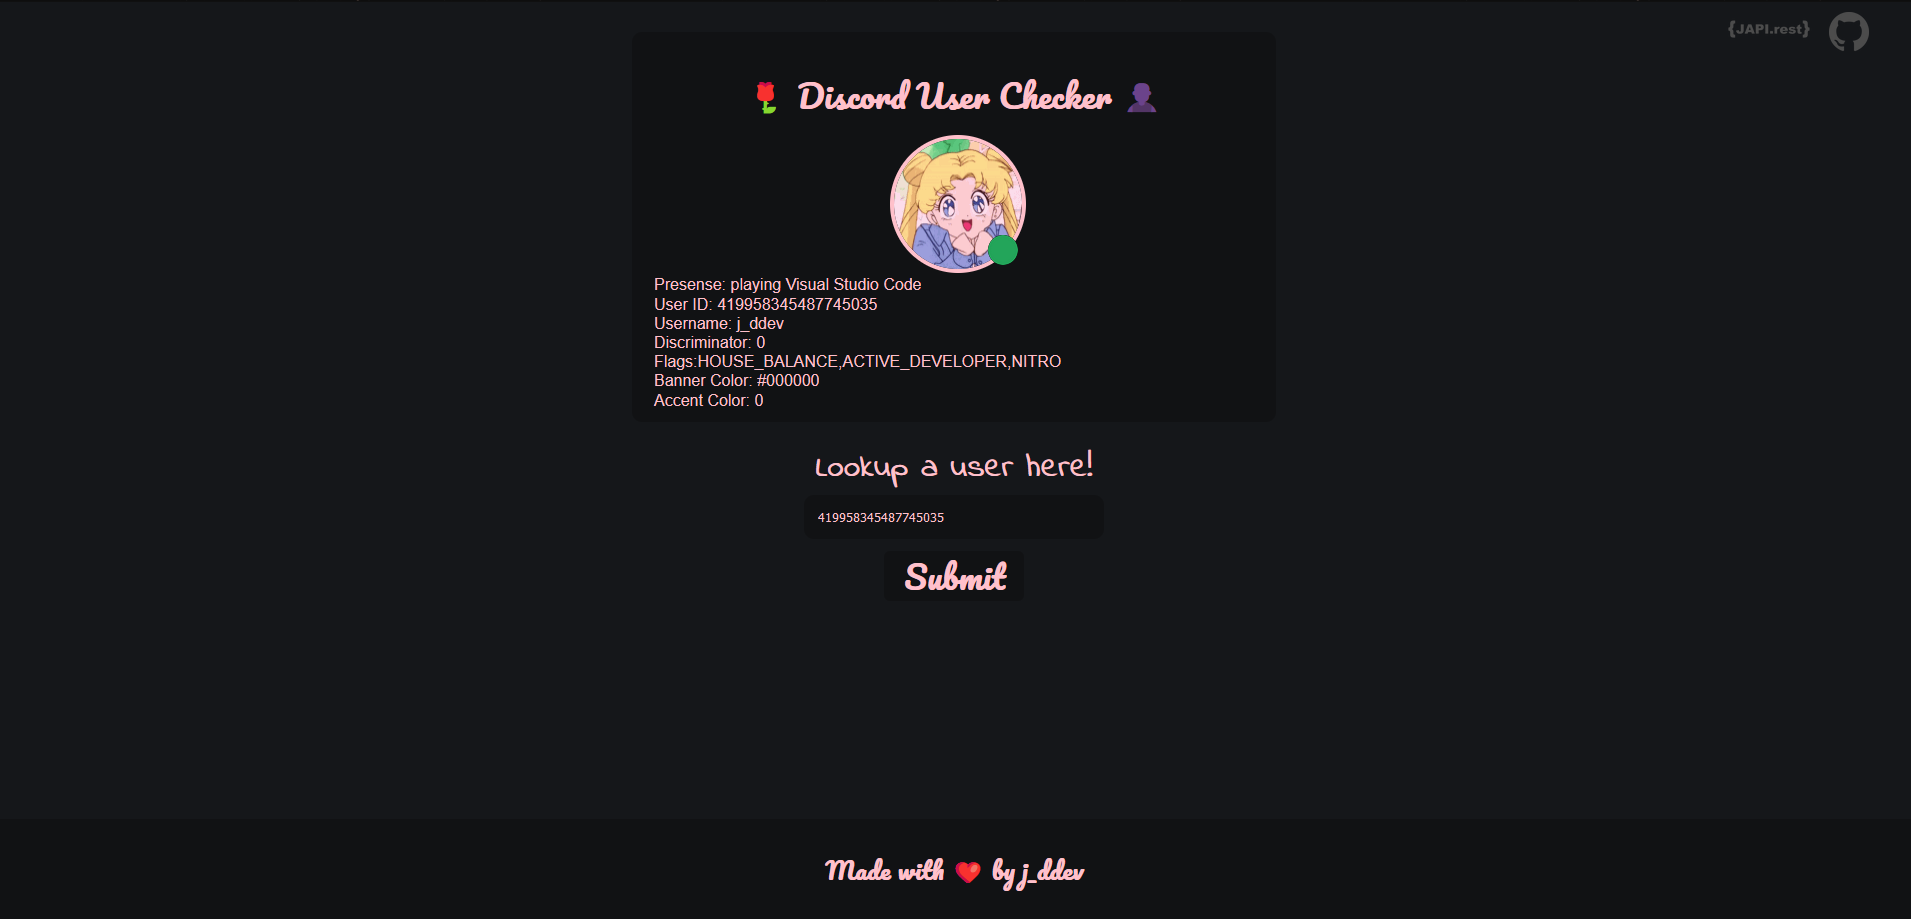 {JAPI.rest}
Discord User Checker
Presense: playing Visual Studio Code
User ID: 419958345487745035
Username: j_ddev
Discriminator: 0
Flags:HOUSE_BALANCE,ACTIVE_DEVELOPER,NITRO
Banner Color: #000000
Accent Color: 0
Lookup a user here!
419958345487745035
Submit
Made with ❤️ by j_ddev